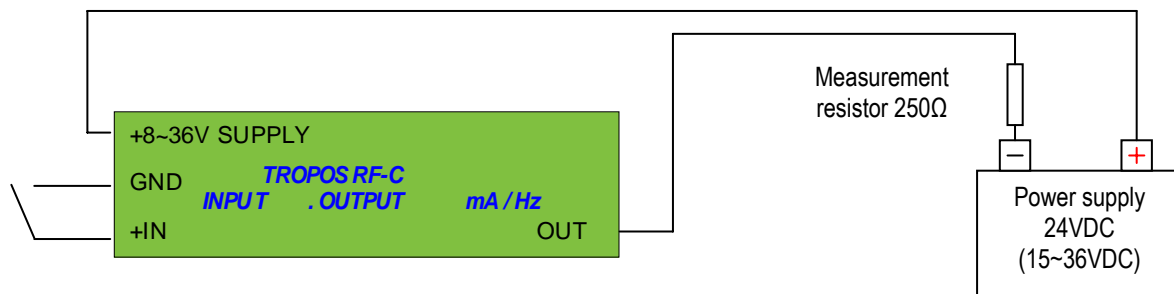 Measurement
resistor 250Ω
+8~36V SUPPLY
TROPOS RF-C
GND
INPUT . OUTPUT mA / Hz
+IN
OUT
− +
Power supply
24VDC
(15~36VDC)